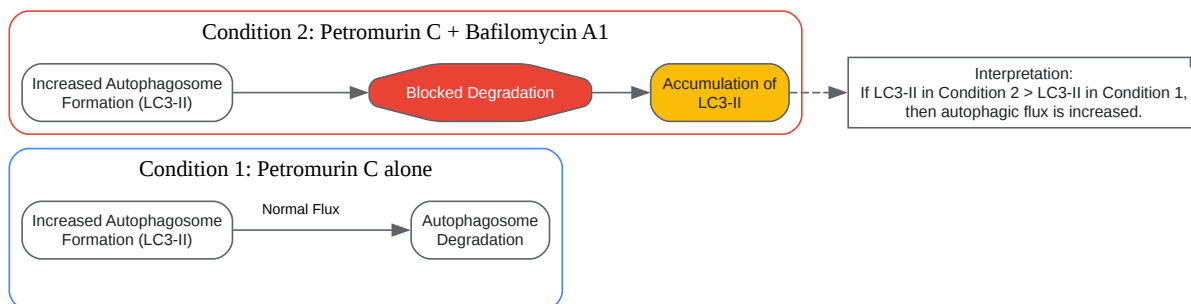 Condition 2: Petromurin C + Bafilomycin A1
Increased Autophagosome
Formation (LC3-II)
Blocked Degradation
Accumulation of
LC3-II
Interpretation:
If LC3-II in Condition 2 > LC3-II in Condition 1,
then autophagic flux is increased.
Condition 1: Petromurin C alone
Increased Autophagosome
Formation (LC3-II)
Normal Flux
Autophagosome
Degradation